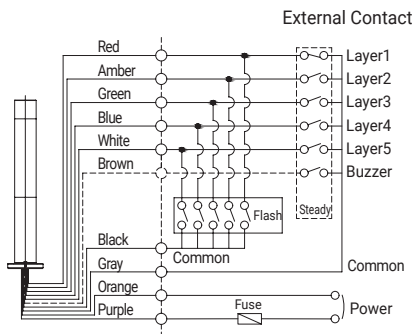 External Contact
Red
Layer1
Amber
Layer2
Green
Layer3
Blue
Layer4
White
Layer5
Brown
Buzzer
Flash
Steady
Black
Common
Gray
Common
Orange
Fuse
Power
Purple